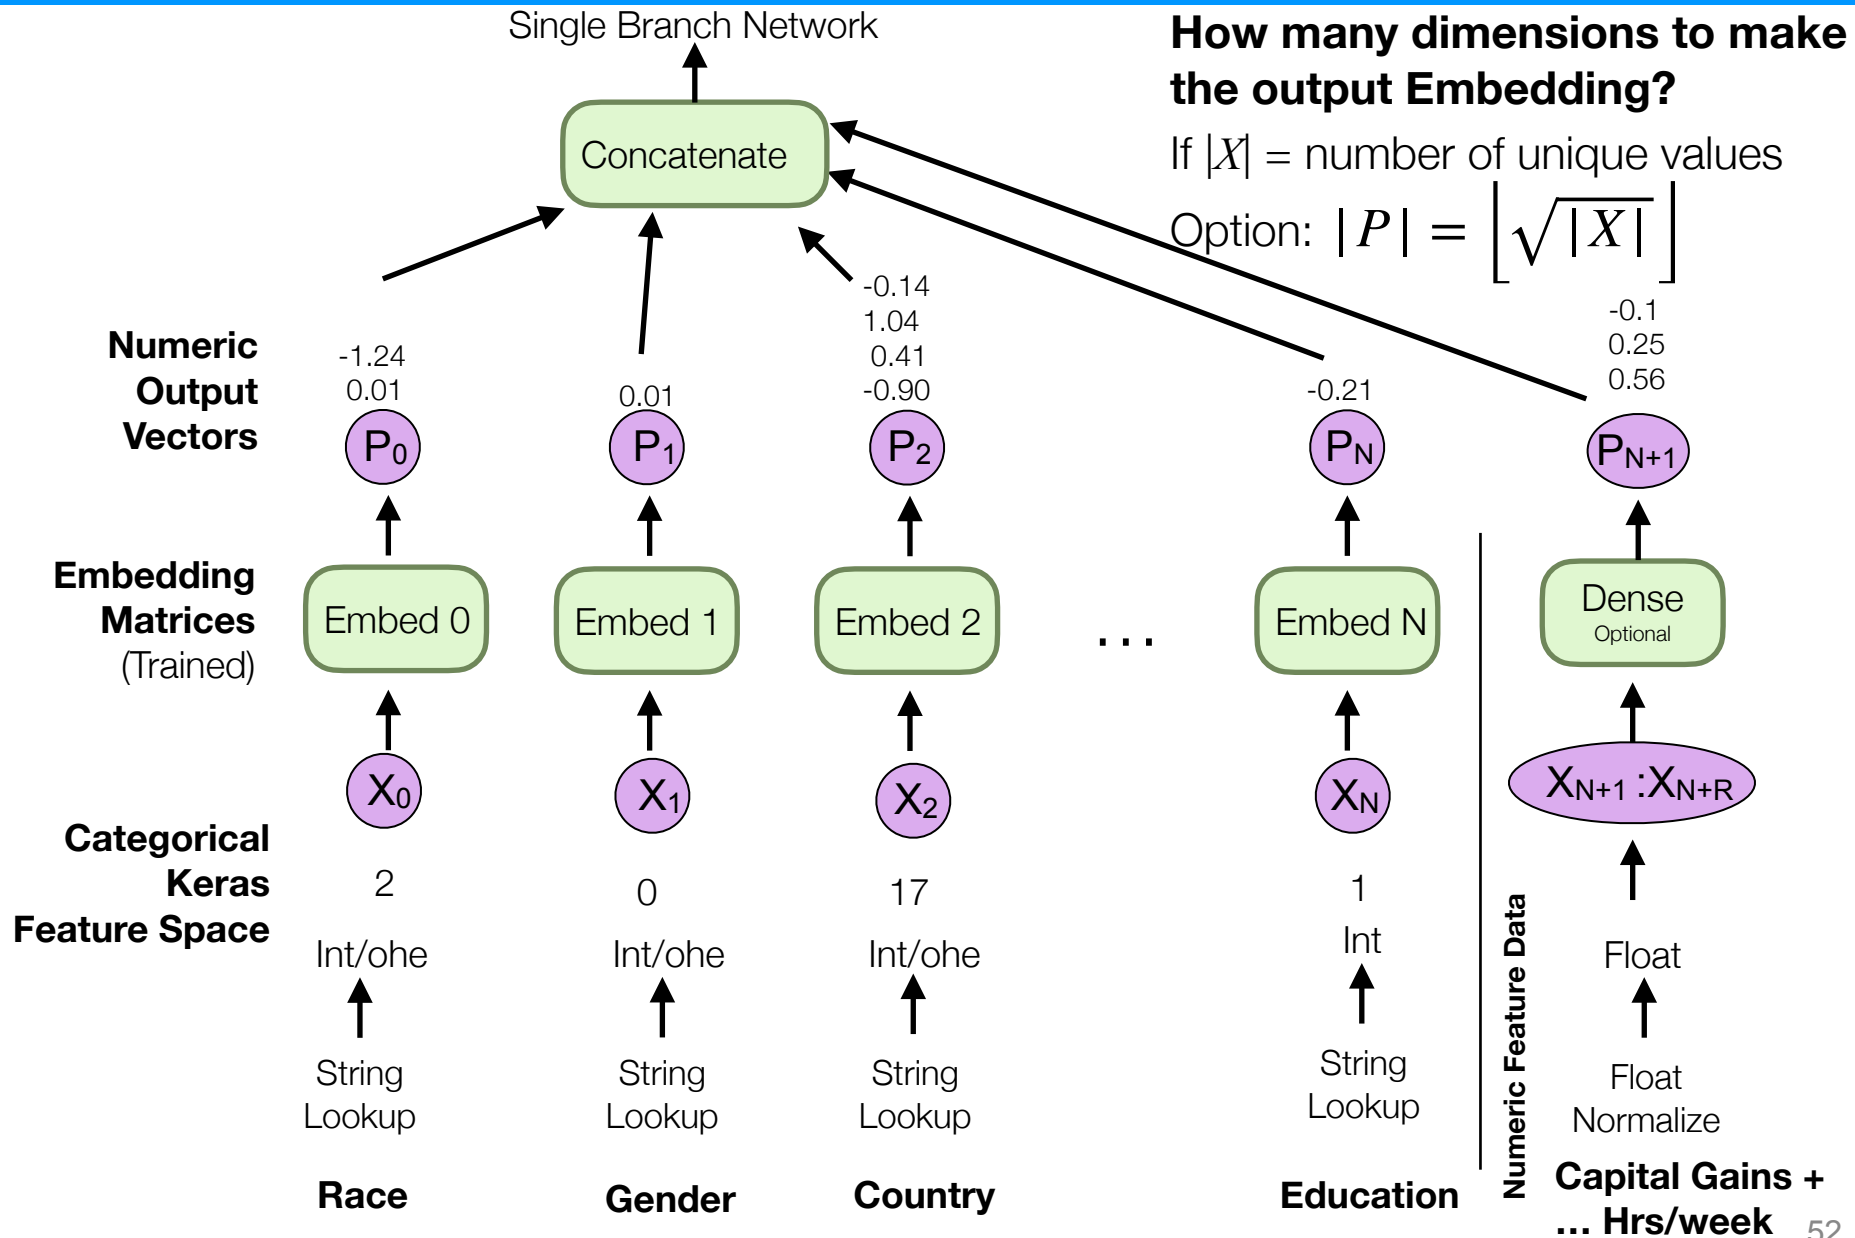 Single Branch Network
How many dimensions to make
the output Embedding?
If |X| = number of unique values
Option: |P| = ⌊√|X|⌋
Concatenate
Numeric
Output
Vectors
-1.24
0.01
0.01
-0.14
1.04
0.41
-0.90
-0.21
-0.1
0.25
0.56
P0
P1
P2
PN
PN+1
Embedding
Matrices
(Trained)
Embed 0
Embed 1
Embed 2
...
Embed N
Dense
Optional
X0
X1
X2
XN
XN+1 :XN+R
Categorical
Keras
Feature Space
2
0
17
1
Int/ohe
Int/ohe
Int/ohe
Int
Float
String
Lookup
String
Lookup
String
Lookup
String
Lookup
Float
Normalize
Numeric Feature Data
Race
Gender
Country
Education
Capital Gains +
... Hrs/week
52